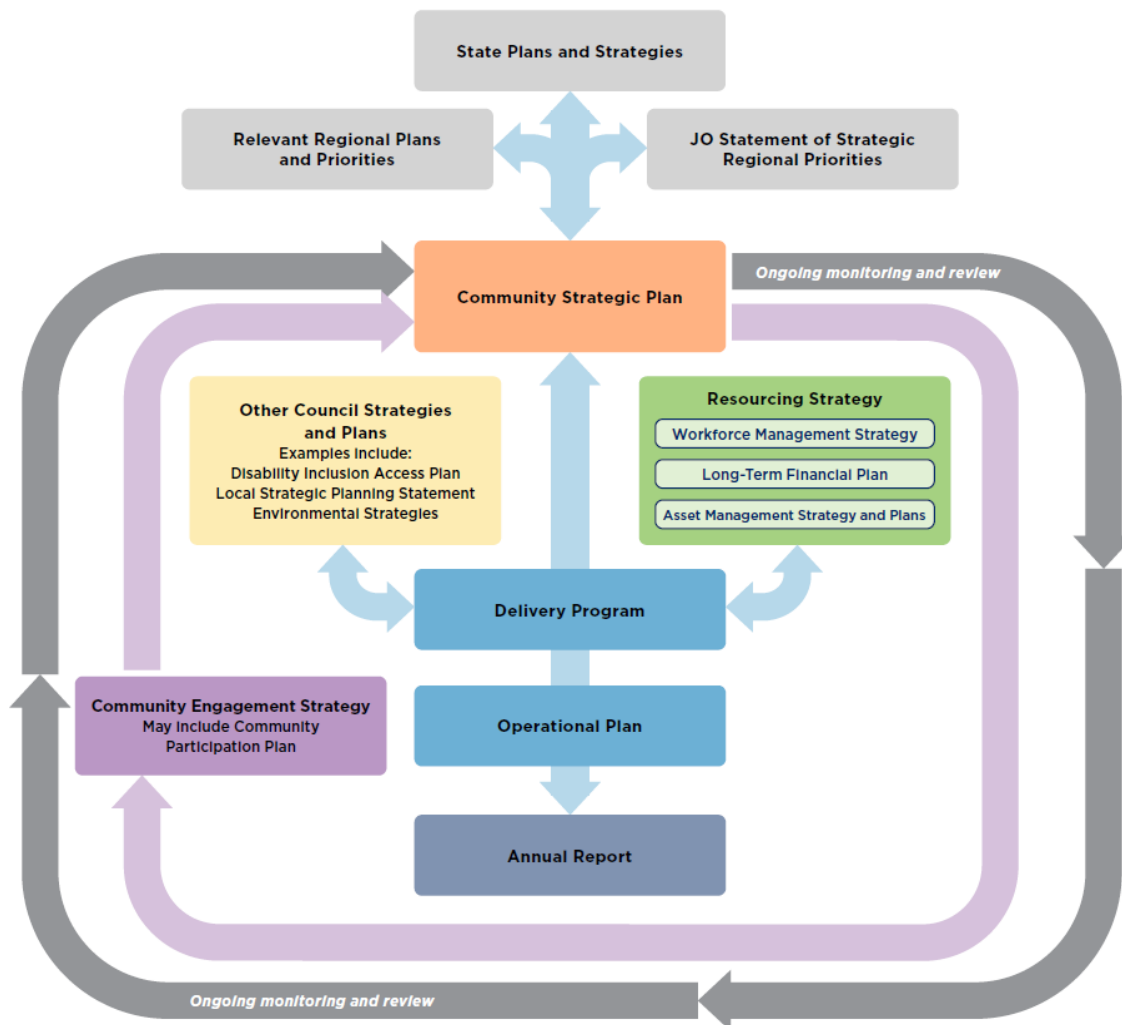 State Plans and Strategies
Relevant Regional Plans
and Priorities
JO Statement of Strategic
Regional Priorities
Ongoing monitoring and review
Community Strategic Plan
Other Council Strategies
and Plans
Examples include:
Disability Inclusion Access Plan
Local Strategic Planning Statement
Environmental Strategies
Resourcing Strategy
Workforce Management Strategy
Long-Term Financial Plan
Asset Management Strategy and Plans
Delivery Program
Community Engagement Strategy
May Include Community
Participation Plan
Operational Plan
Annual Report
Ongoing monitoring and review